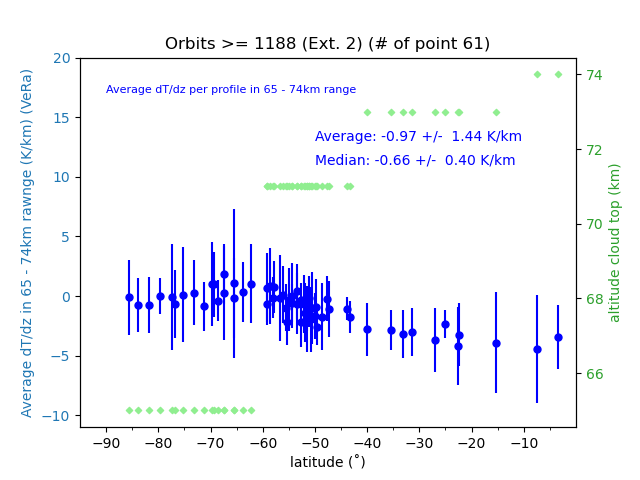 Orbits >= 1188 (Ext. 2) (# of point 61)
Average dT/dz per profile in 65 - 74km range
Average: -0.97 +/-  1.44 K/km
Median: -0.66 +/-  0.40 K/km
Average dT/dz in 65 - 74km rawnge (K/km) (VeRa)
20
15
10
5
0
−5
−10
altitude cloud top (km)
74
72
70
68
66
−90 −80 −70 −60 −50 −40 −30 −20 −10
latitude (˚)